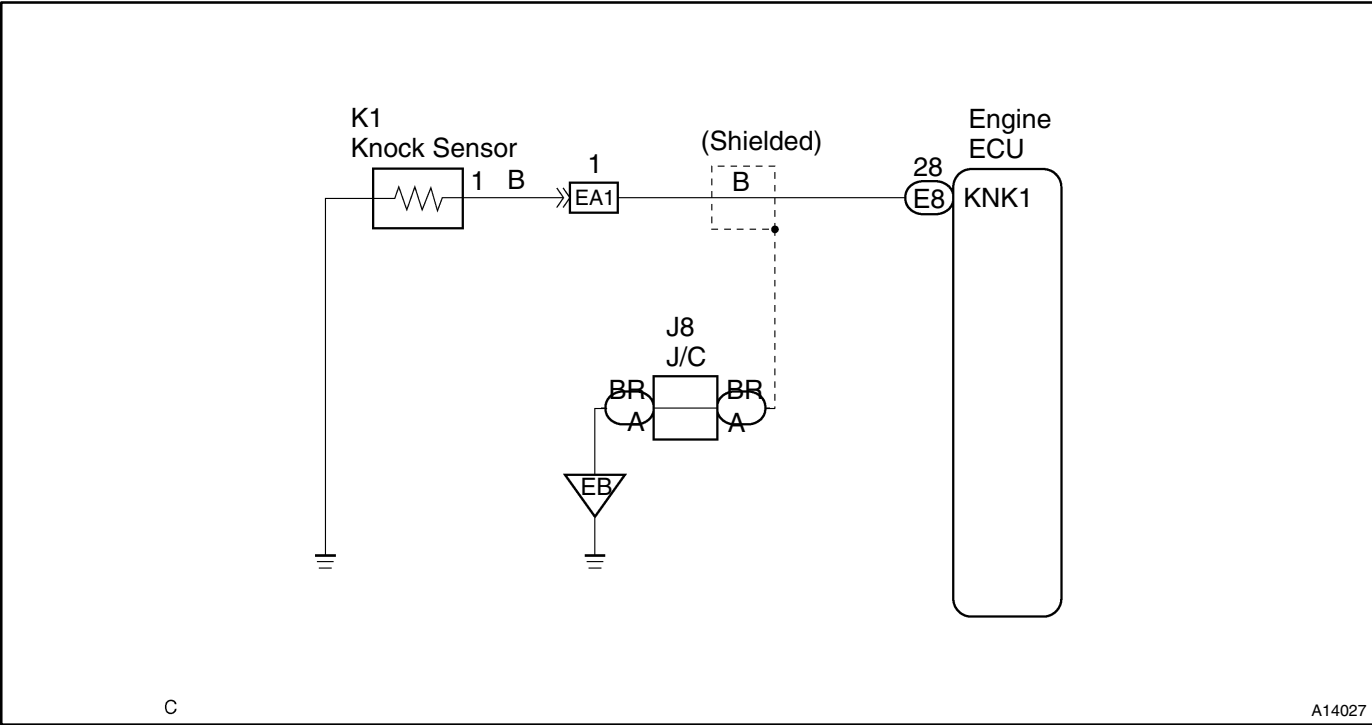 K1
Knock Sensor
1 B
1
EA1
(Shielded)
B
28
E8
Engine
ECU
KNK1
J8
J/C
BR
A
BR
A
EB
C
A14027